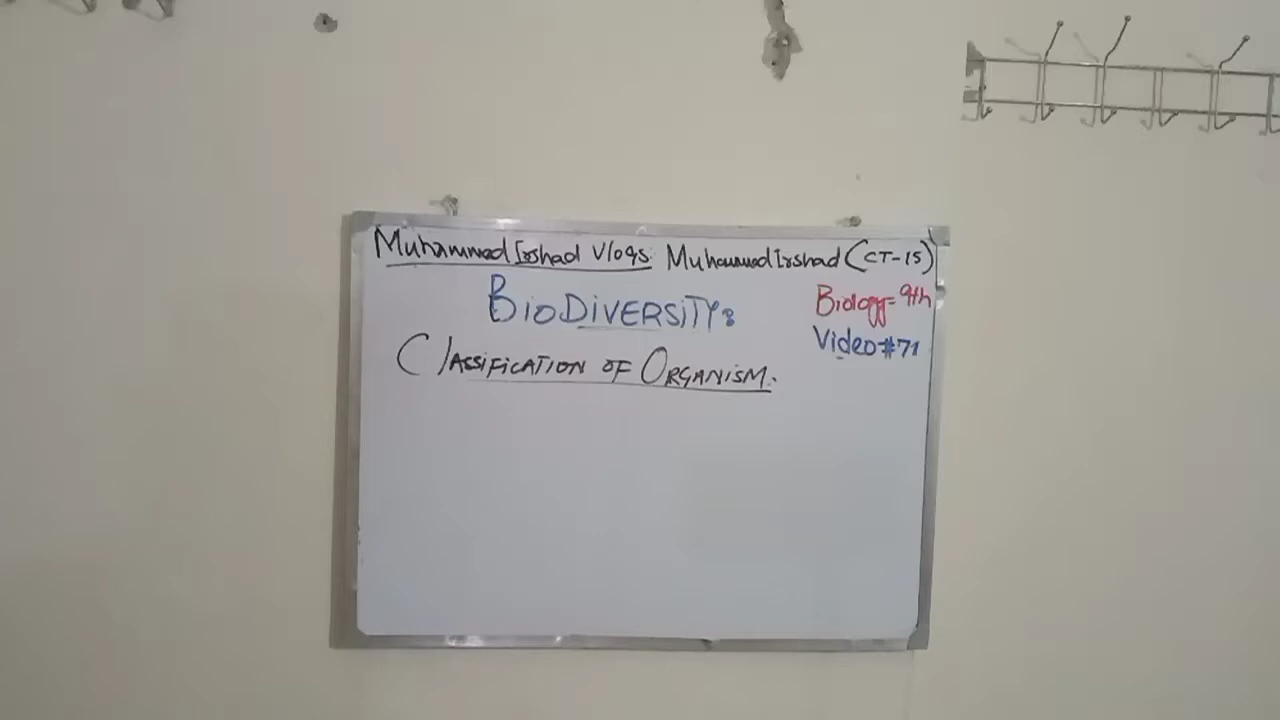 Muhammad Irshad Vlogs: Muhammad Irshad (CT-15)
BioDiVERSiTY:
Biology=9th
Video#71
ClASSiFiCATiON OF ORGANiSM.